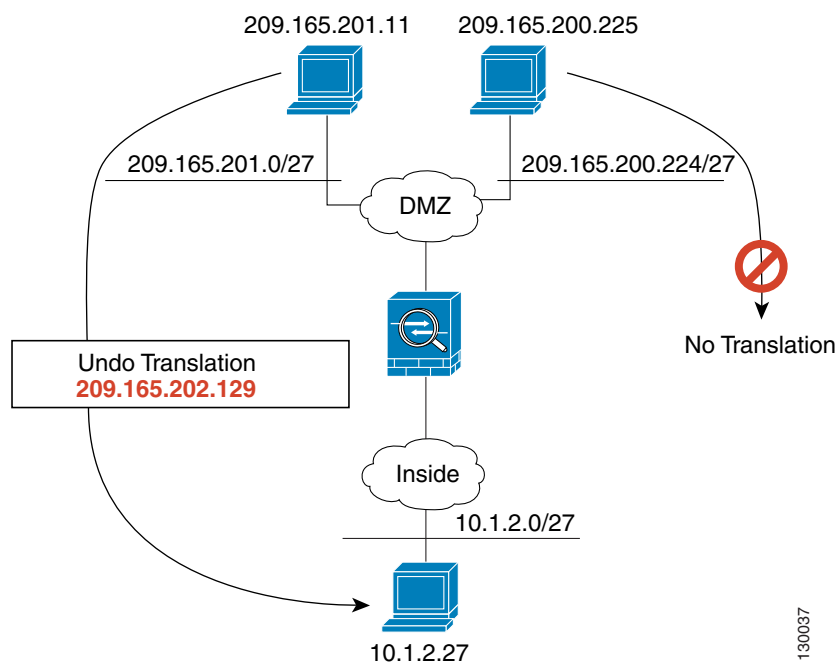 209.165.201.11
209.165.200.225
209.165.201.0/27
209.165.200.224/27
DMZ
No Translation
Undo Translation
209.165.202.129
Inside
10.1.2.0/27
10.1.2.27
130037